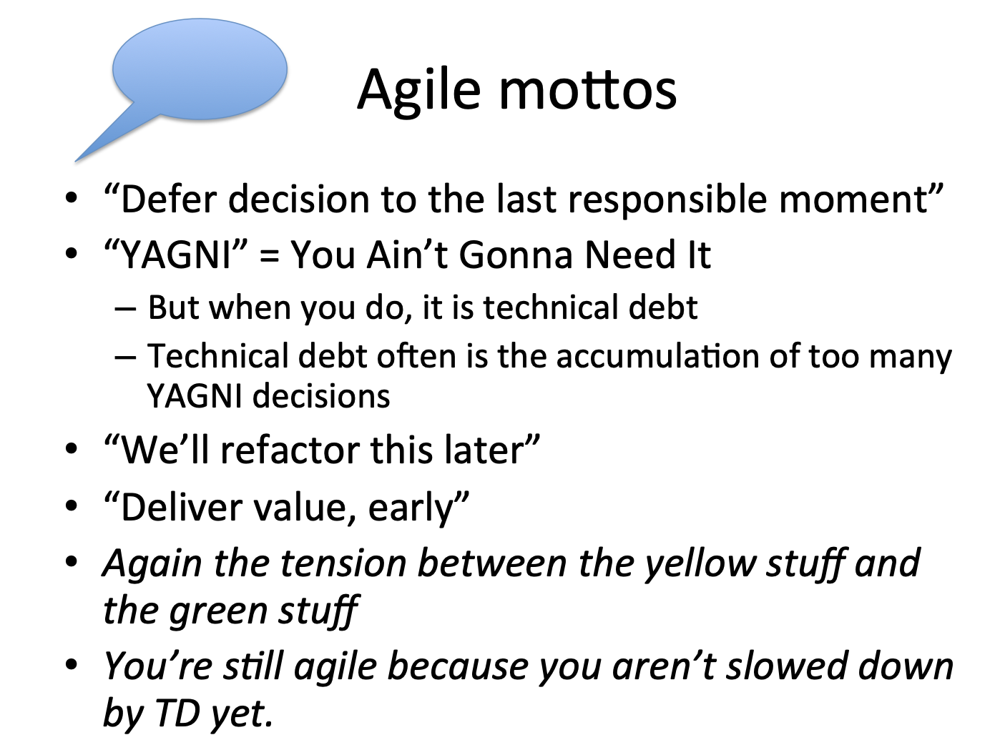 Agile mottos
• “Defer decision to the last responsible moment”
• “YAGNI” = You Ain’t Gonna Need It
– But when you do, it is technical debt
– Technical debt often is the accumulation of too many
YAGNI decisions
• “We’ll refactor this later”
• “Deliver value, early”
• Again the tension between the yellow stuff and
the green stuff
• You’re still agile because you aren’t slowed down
by TD yet.